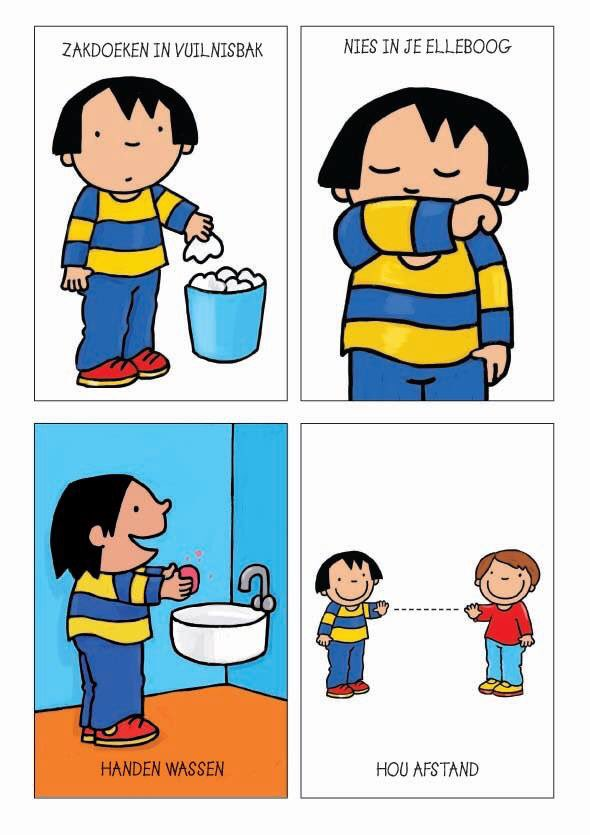 ZAKDOEKEN IN VUILNISBAK
NIES IN JE ELLEBOOG
HANDEN WASSEN
HOU AFSTAND